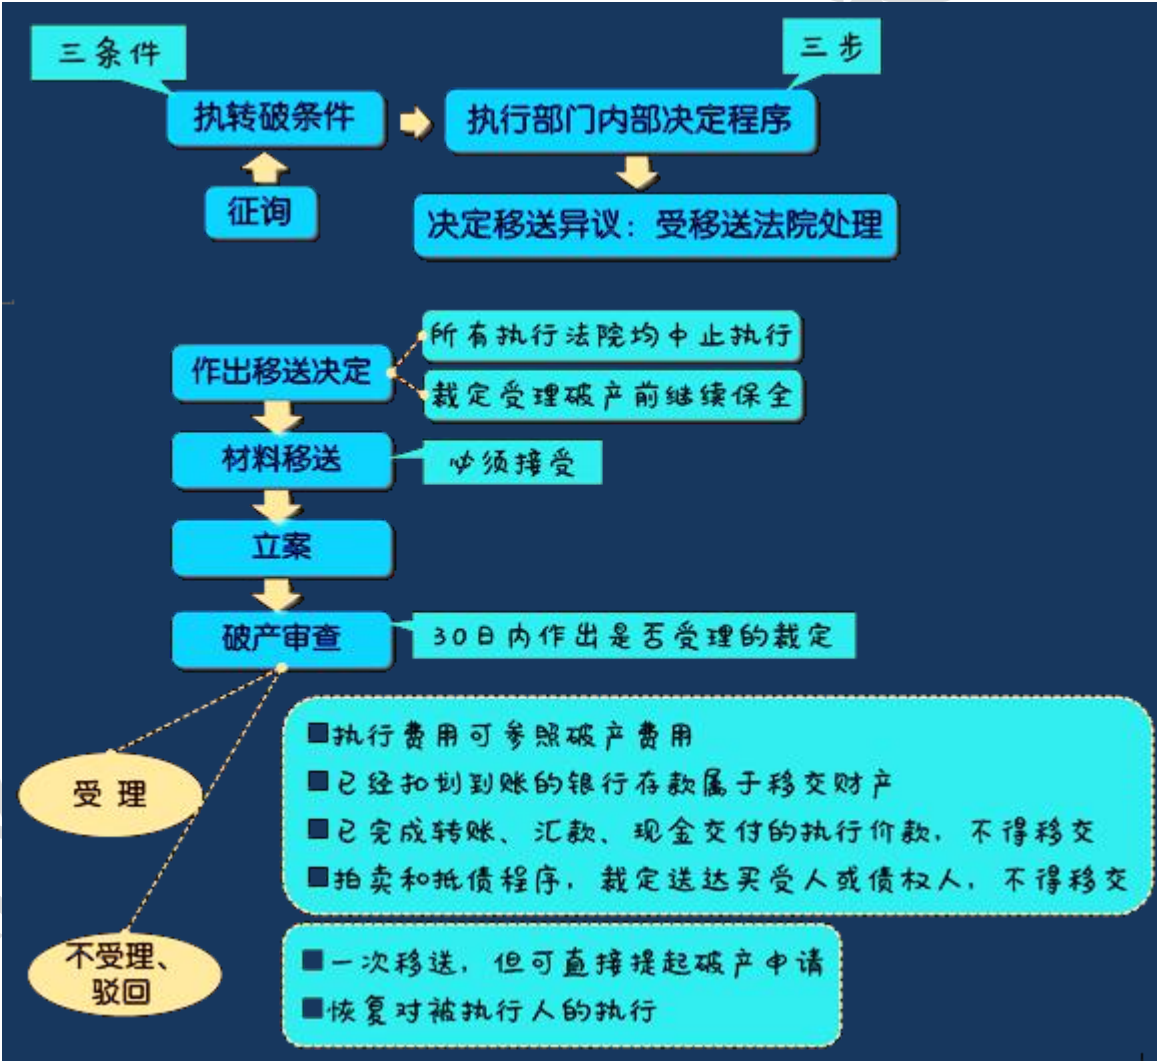 三条件
三步
执转破条件
执行部门内部决定程序
征询
决定移送异议：受移送法院处理
所有执行法院均中止执行
作出移送决定
裁定受理破产前继续保全
材料移送
必须接受
立案
破产审查
30日内作出是否受理的裁定
受理
■执行费用可参照破产费用
■已经扣划到账的银行存款属于移交财产
■已完成转账、汇款、现金交付的执行价款，不得移交
■拍卖和抵债程序，裁定送达买受人或债权人，不得移交
不受理、
驳回
■一次移送，但可直接提起破产申请
■恢复对被执行人的执行